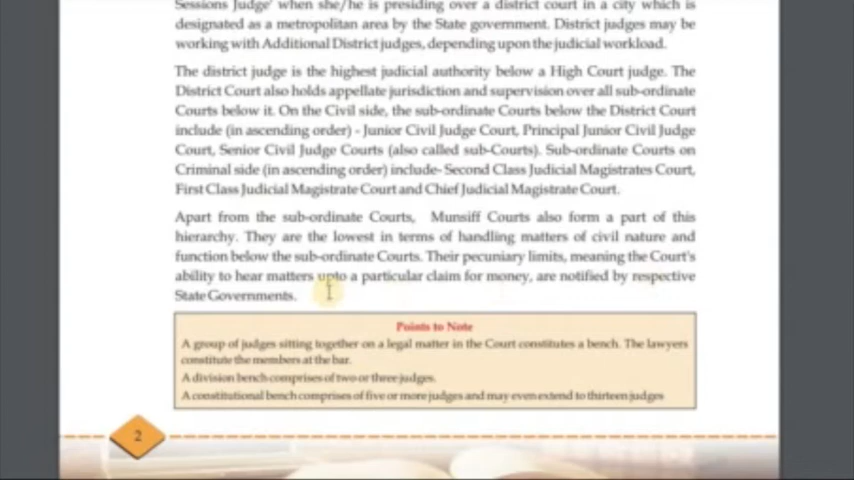 Sessions Judge' when she/he is presiding over a district court in a city which is
designated as a metropolitan area by the State government. District judges may be
working with Additional District judges, depending upon the judicial workload.
The district judge is the highest judicial authority below a High Court judge. The
District Court also holds appellate jurisdiction and supervision over all sub-ordinate
Courts below it. On the Civil side, the sub-ordinate Courts below the District Court
include (in ascending order) - Junior Civil Judge Court, Principal Junior Civil Judge
Court, Senior Civil Judge Courts (also called sub-Courts). Sub-ordinate Courts on
Criminal side (in ascending order) include- Second Class Judicial Magistrates Court,
First Class Judicial Magistrate Court and Chief Judicial Magistrate Court.
Apart from the sub-ordinate Courts, Munsiff Courts also form a part of this
hierarchy. They are the lowest in terms of handling matters of civil nature and
function below the sub-ordinate Courts. Their pecuniary limits, meaning the Court's
ability to hear matters upto a particular claim for money, are notified by respective
State Governments.
Points to Note
A group of judges sitting together on a legal matter in the Court constitutes a bench. The lawyers
constitute the members at the bar.
A division bench comprises of two or three judges.
A constitutional bench comprises of five or more judges and may even extend to thirteen judges
2